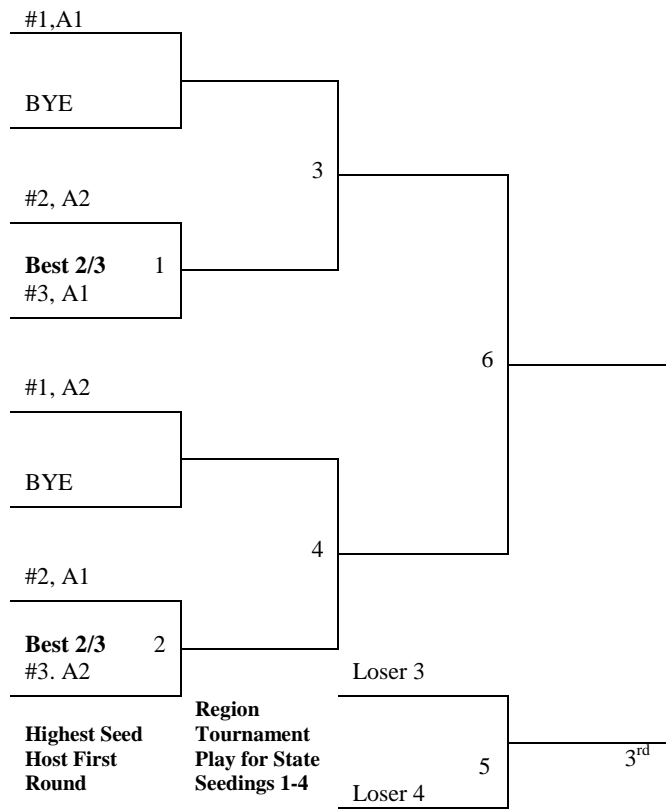 #1,A1
BYE
3
#2, A2
Best 2/3 1
#3, A1
6
#1, A2
BYE
4
#2, A1
Best 2/3 2
#3. A2
Loser 3
Highest Seed
Host First
Round
Region
Tournament
Play for State
Seedings 1-4
5
3rd
Loser 4